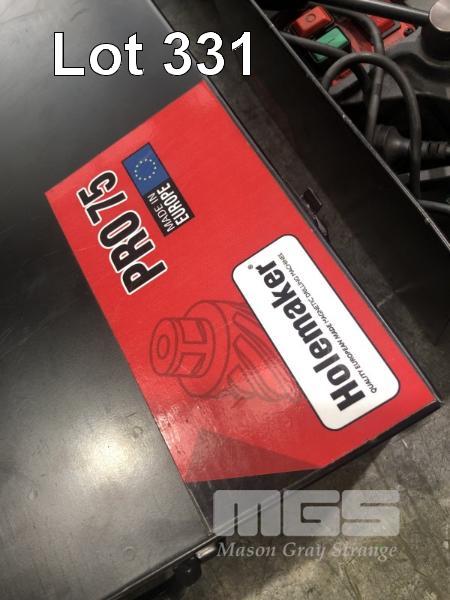 Lot 331
PRO 75
MADE IN
EUROPE
Holemaker®
QUALITY EUROPEAN MADE MAGNETIC DRILLING MACHINES
MGS
Mason Gray Strange